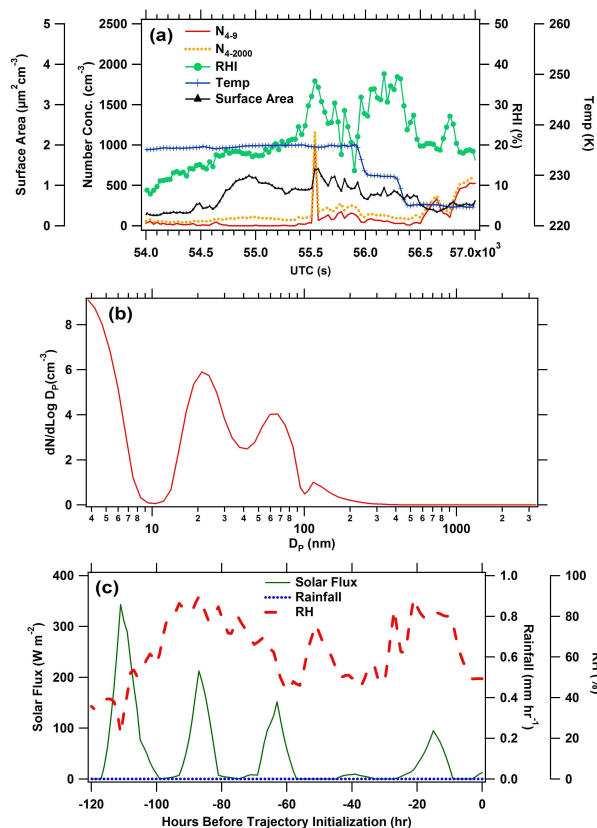 (a)
N4-9
N4-2000
RHI
Temp
Surface Area
Surface Area (µm²cm⁻³)
5
4
3
2
1
0
Number Conc. (cm⁻³)
2500
2000
1500
1000
500
0
50
40
30
20
10
0
RHI (%)
260
250
240
230
220
Temp (K)
54.0 54.5 55.0 55.5 56.0 56.5 57.0x10³
UTC (s)
(b)
dN/dLog DP(cm⁻³)
8
6
4
2
0
4 5 6 7 8 10 2 3 4 5 6 7 8 100 2 3 4 5 6 7 8 1000 2 3
DP (nm)
(c)
Solar Flux
Rainfall
RH
Solar Flux (W m⁻²)
400
300
200
100
0
1.0
0.8
0.6
0.4
0.2
0.0
Rainfall (mm hr⁻¹)
100
80
60
40
20
0
(%)
-120 -100 -80 -60 -40 -20 0
Hours Before Trajectory Initialization (hr)